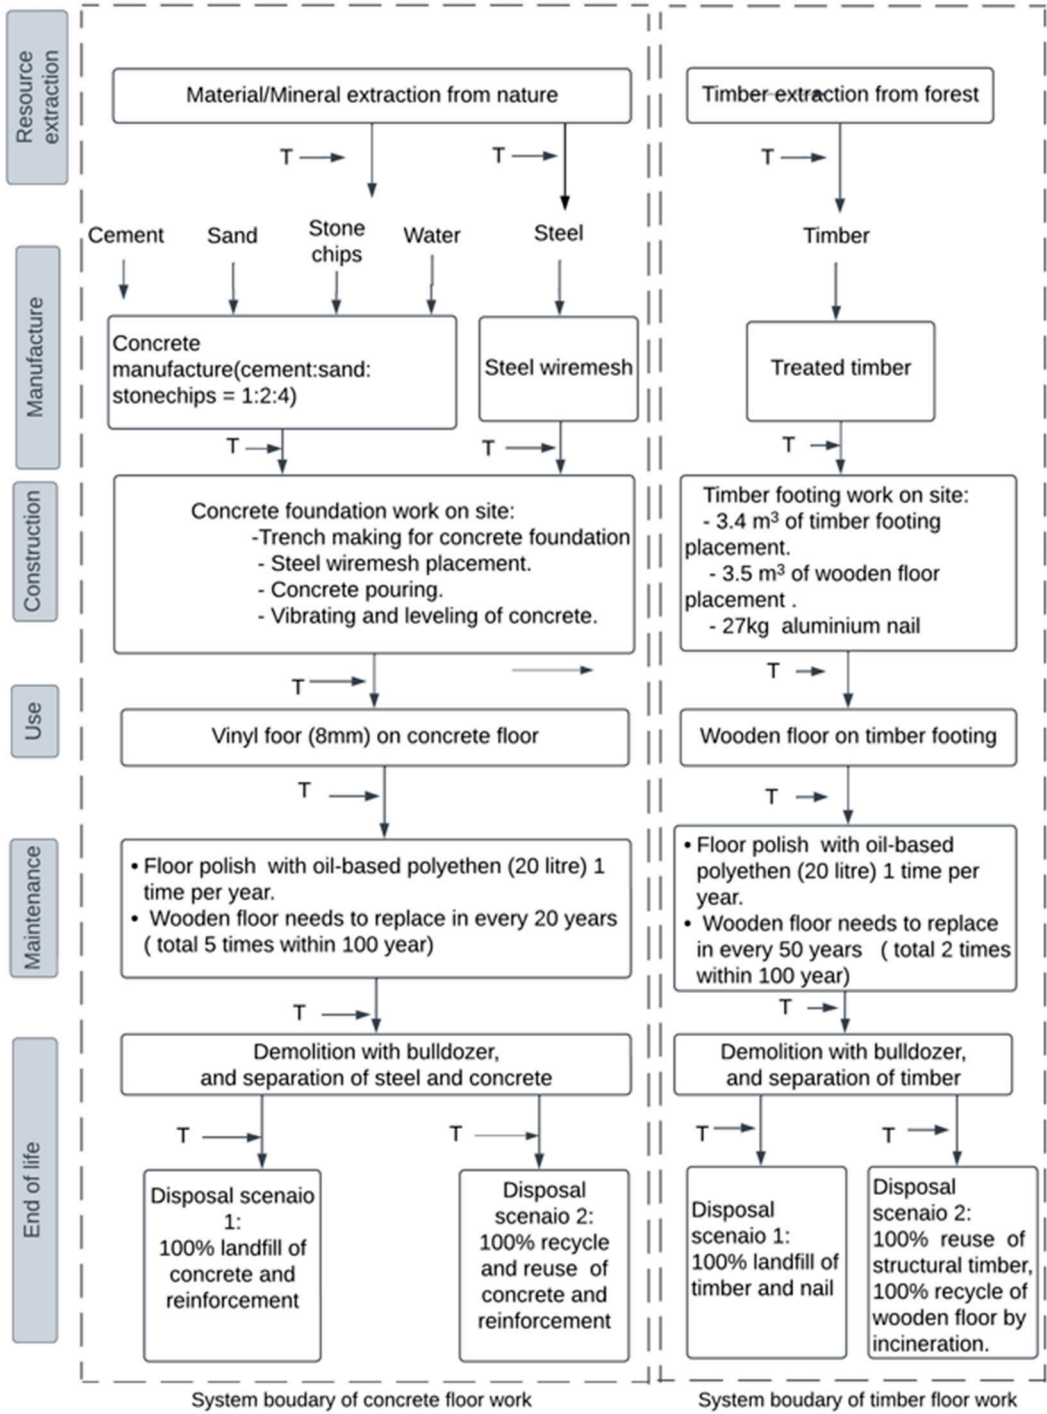 Resource
extraction
Material/Mineral extraction from nature
Timber extraction from forest
T
T
T
Cement
Sand
Stone
chips
Water
Steel
Timber
Manufacture
Concrete
manufacture(cement:sand:
stonechips = 1:2:4)
Steel wiremesh
Treated timber
T
T
T
Construction
Concrete foundation work on site:
-Trench making for concrete foundation
- Steel wiremesh placement.
- Concrete pouring.
- Vibrating and leveling of concrete.
Timber footing work on site:
- 3.4 m³ of timber footing
placement.
- 3.5 m³ of wooden floor
placement .
- 27kg aluminium nail
T
T
Use
Vinyl foor (8mm) on concrete floor
Wooden floor on timber footing
T
T
Maintenance
• Floor polish with oil-based polyethen (20 litre) 1
time per year.
• Wooden floor needs to replace in every 20 years
( total 5 times within 100 year)
• Floor polish with oil-based
polyethen (20 litre) 1 time per
year.
• Wooden floor needs to replace
in every 50 years ( total 2 times
within 100 year)
T
T
End of life
Demolition with bulldozer,
and separation of steel and concrete
Demolition with bulldozer,
and separation of timber
T
T
T
T
Disposal scenaio
1:
100% landfill of
concrete and
reinforcement
Disposal
scenaio 2:
100% recycle
and reuse of
concrete and
reinforcement
Disposal
scenaio 1:
100% landfill of
timber and nail
Disposal
scenaio 2:
100% reuse of
structural timber,
100% recycle of
wooden floor by
incineration.
System boudary of concrete floor work
System boudary of timber floor work